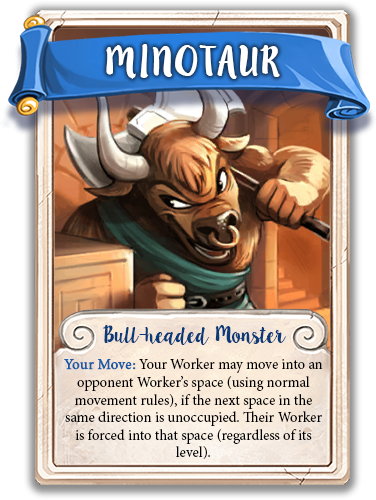 MINOTAUR
Bull-headed Monster
Your Move: Your Worker may move into an
opponent Worker's space (using normal
movement rules), if the next space in the
same direction is unoccupied. Their Worker
is forced into that space (regardless of its
level).